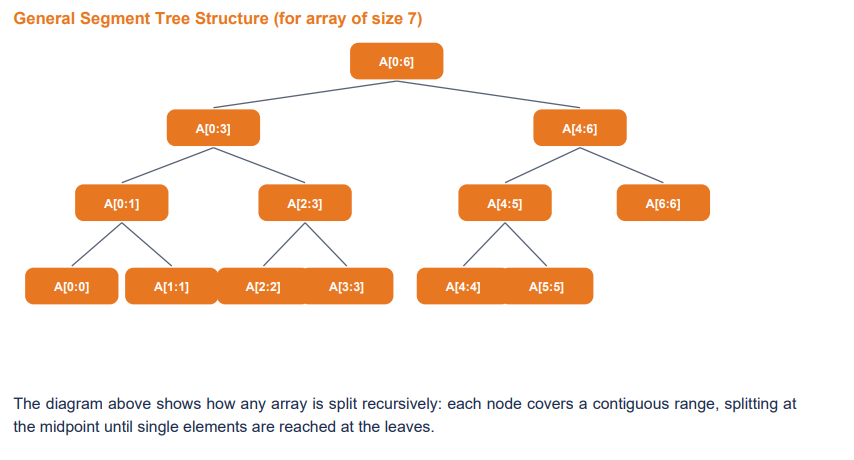 General Segment Tree Structure (for array of size 7)
A[0:6]
A[0:3]
A[4:6]
A[0:1]
A[2:3]
A[4:5]
A[6:6]
A[0:0]
A[1:1]
A[2:2]
A[3:3]
A[4:4]
A[5:5]
The diagram above shows how any array is split recursively: each node covers a contiguous range, splitting at
the midpoint until single elements are reached at the leaves.